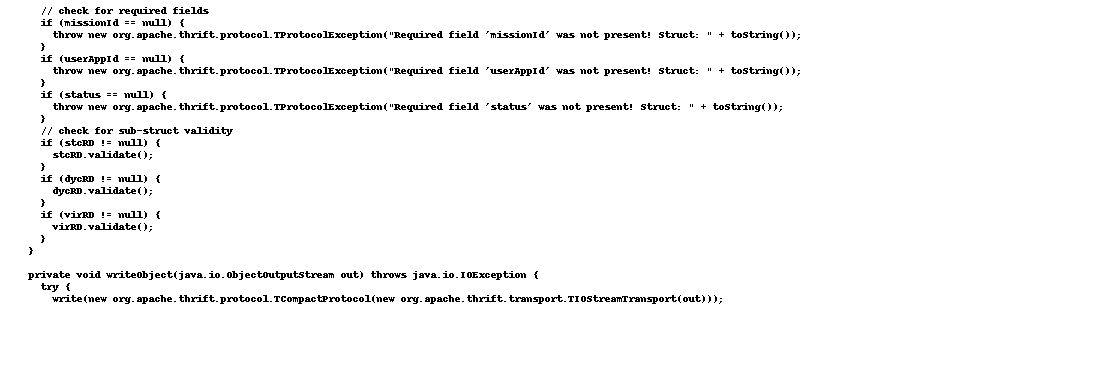 // check for required fields
if (missionId == null) {
throw new org.apache.thrift.protocol.TProtocolException("Required field 'missionId' was not present! Struct: " + toString());
}
if (userAppId == null) {
throw new org.apache.thrift.protocol.TProtocolException("Required field 'userAppId' was not present! Struct: " + toString());
}
if (status == null) {
throw new org.apache.thrift.protocol.TProtocolException("Required field 'status' was not present! Struct: " + toString());
}
// check for sub-struct validity
if (stcRD != null) {
stcRD.validate();
}
if (dycRD != null) {
dycRD.validate();
}
if (virRD != null) {
virRD.validate();
}
}
private void writeObject(java.io.ObjectOutputStream out) throws java.io.IOException {
try {
write(new org.apache.thrift.protocol.TCompactProtocol(new org.apache.thrift.transport.TIOStreamTransport(out)));